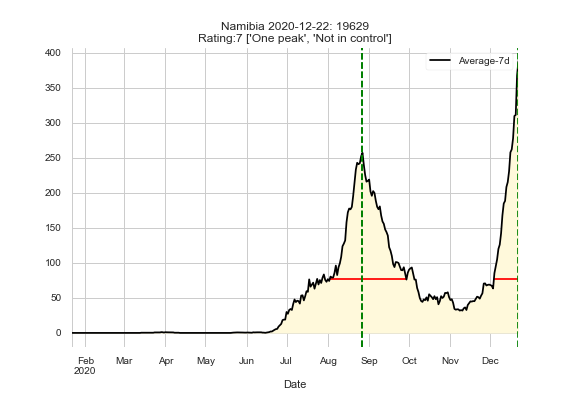 Namibia 2020-12-22: 19629
Rating:7 ['One peak', 'Not in control']
Average-7d
400
350
300
250
200
150
100
50
0
Feb Mar Apr May Jun Jul Aug Sep Oct Nov Dec
2020
Date